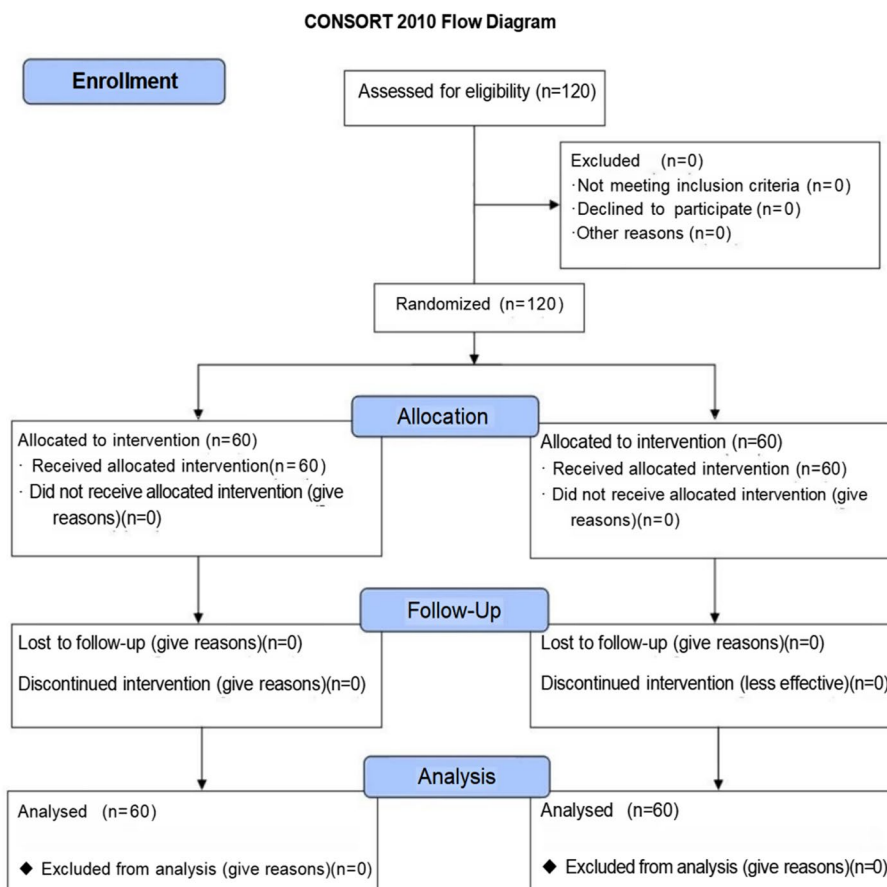 CONSORT 2010 Flow Diagram
Enrollment
Assessed for eligibility (n=120)
Excluded (n=0)
·Not meeting inclusion criteria (n=0)
·Declined to participate (n=0)
·Other reasons (n=0)
Randomized (n=120)
Allocation
Allocated to intervention (n=60)
· Received allocated intervention(n=60)
· Did not receive allocated intervention (give
reasons)(n=0)
Allocated to intervention (n=60)
· Received allocated intervention (n=60)
· Did not receive allocated intervention (give
reasons)(n=0)
Follow-Up
Lost to follow-up (give reasons)(n=0)
Discontinued intervention (give reasons)(n=0)
Lost to follow-up (give reasons)(n=0)
Discontinued intervention (less effective)(n=0)
Analysis
Analysed (n=60)
◆ Excluded from analysis (give reasons)(n=0)
Analysed (n=60)
◆ Excluded from analysis (give reasons)(n=0)